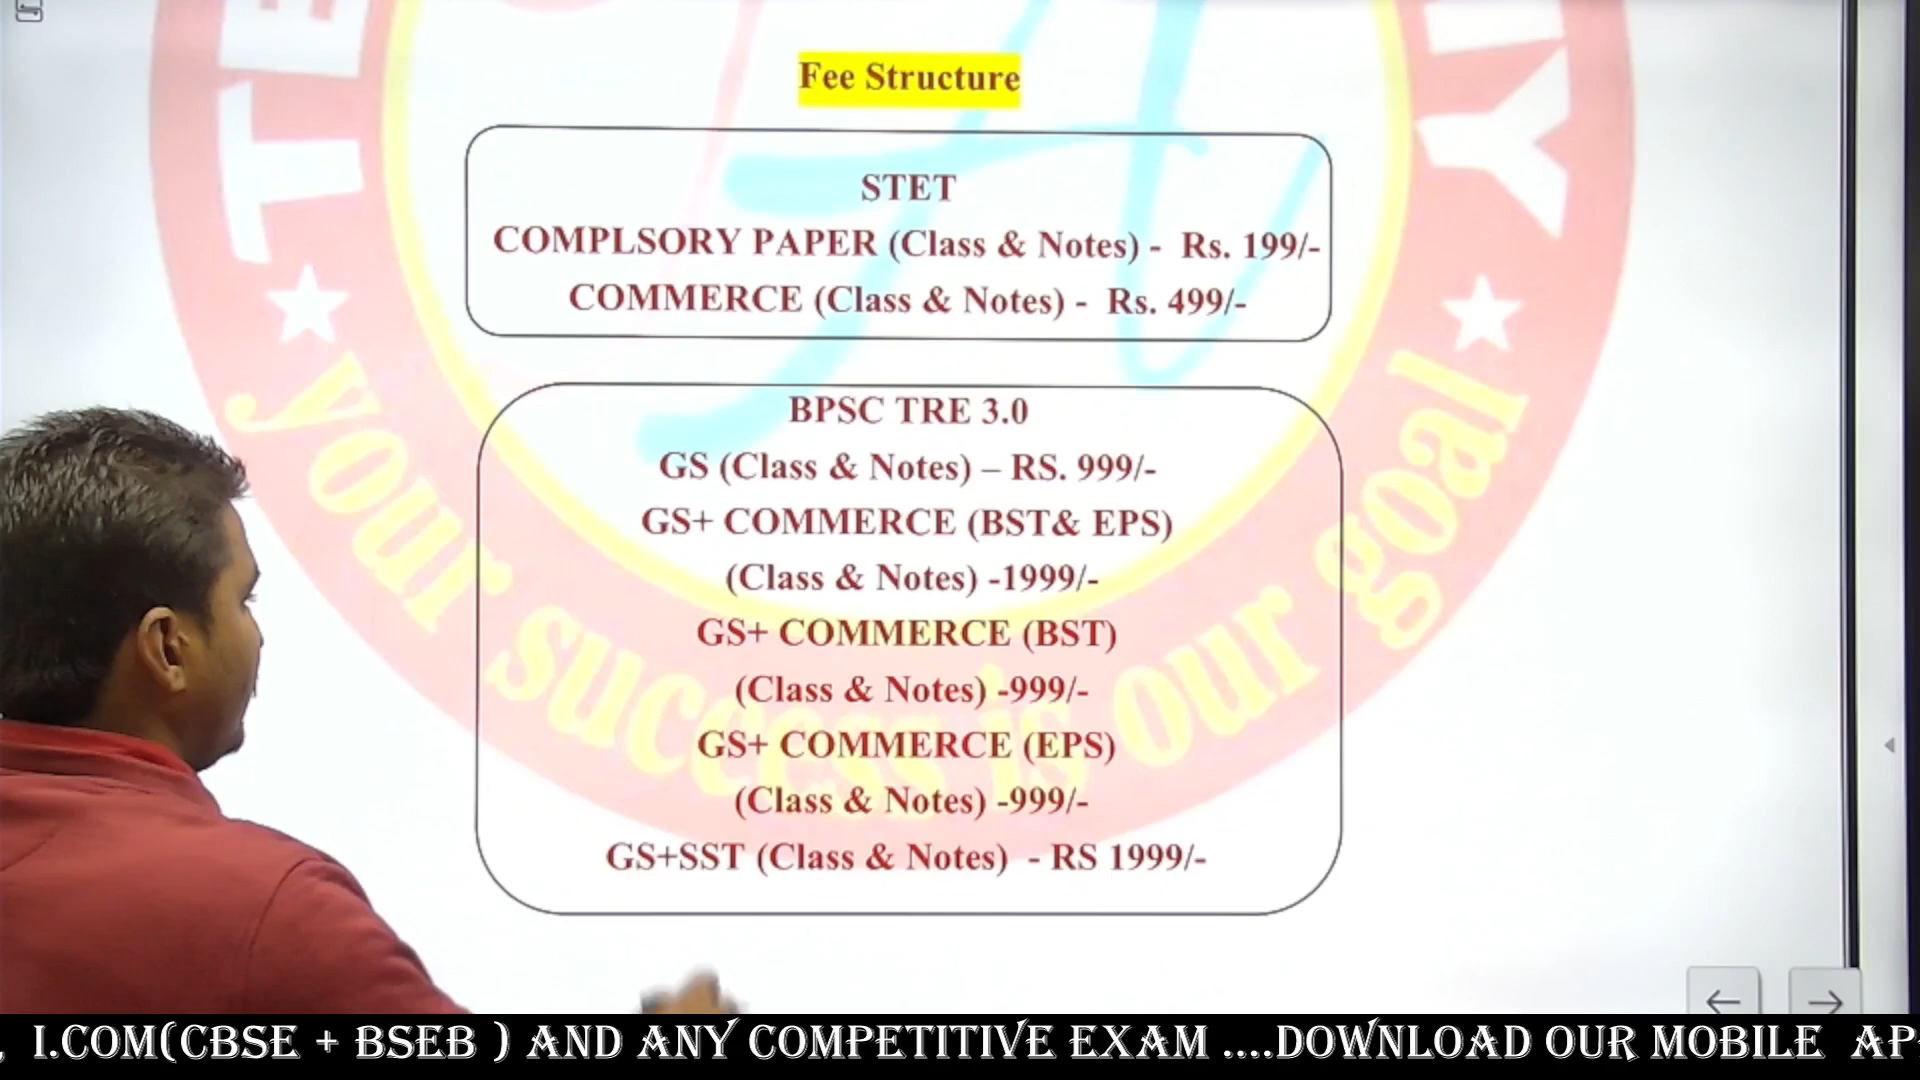 Fee Structure
STET
COMPLSORY PAPER (Class & Notes) - Rs. 199/-
COMMERCE (Class & Notes) - Rs. 499/-
BPSC TRE 3.0
GS (Class & Notes) – RS. 999/-
GS+ COMMERCE (BST& EPS)
(Class & Notes) -1999/-
GS+ COMMERCE (BST)
(Class & Notes) -999/-
GS+ COMMERCE (EPS)
(Class & Notes) -999/-
GS+SST (Class & Notes) - RS 1999/-
your success is our goal
I.COM(CBSE + BSEB ) AND ANY COMPETITIVE EXAM ....DOWNLOAD OUR MOBILE AP